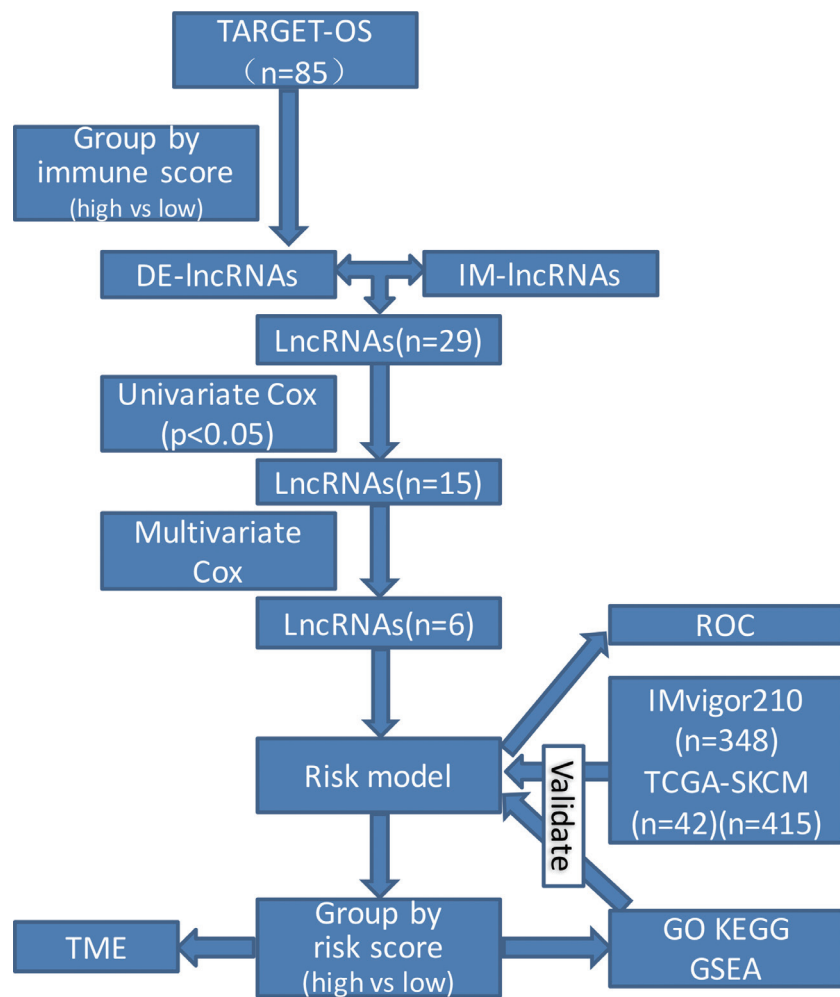 TARGET-OS
（n=85）
Group by
immune score
(high vs low)
DE-lncRNAs
IM-lncRNAs
LncRNAs(n=29)
Univariate Cox
(p<0.05)
LncRNAs(n=15)
Multivariate
Cox
LncRNAs(n=6)
ROC
IMvigor210
(n=348)
TCGA-SKCM
(n=42)(n=415)
Risk model
Validate
Group by
risk score
(high vs low)
TME
GO KEGG
GSEA